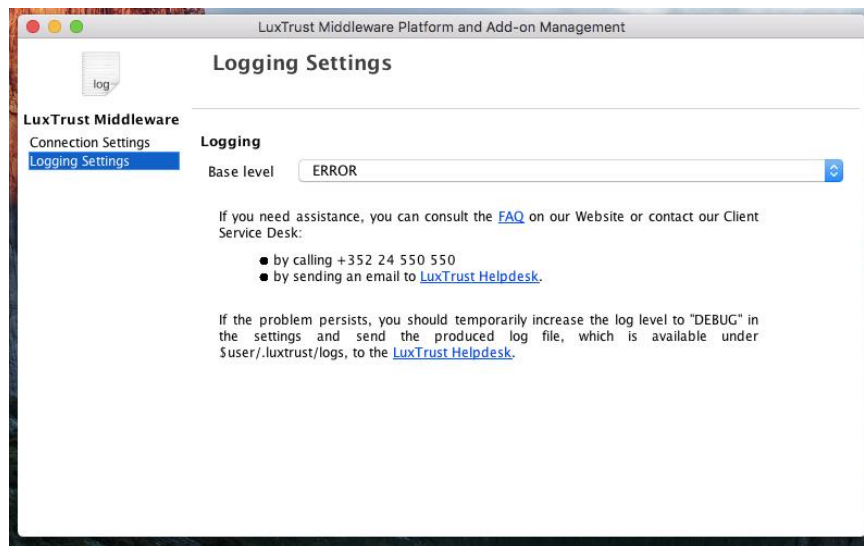 LuxTrust Middleware Platform and Add-on Management
log
Logging Settings
LuxTrust Middleware
Connection Settings
Logging Settings
Logging
Base level ERROR
If you need assistance, you can consult the FAQ on our Website or contact our Client
Service Desk:
● by calling +352 24 550 550
● by sending an email to LuxTrust Helpdesk.
If the problem persists, you should temporarily increase the log level to "DEBUG" in
the settings and send the produced log file, which is available under
$user/.luxtrust/logs, to the LuxTrust Helpdesk.